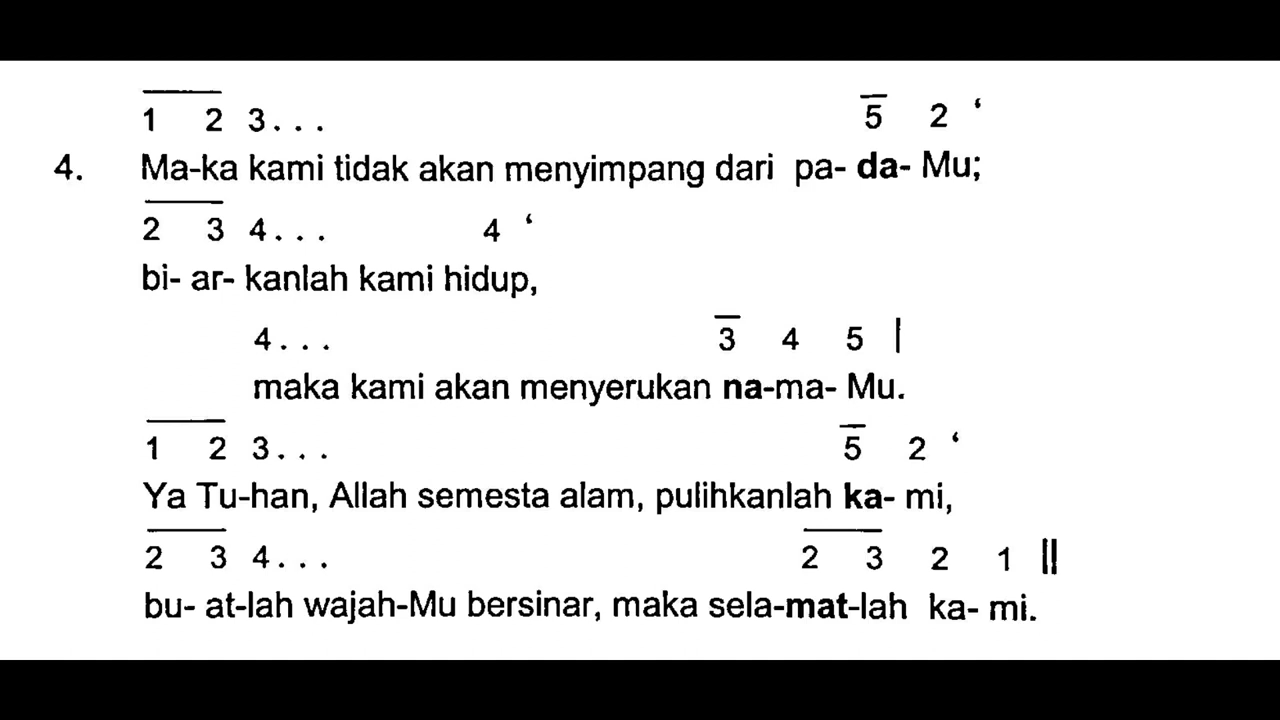 1 2 3 . . . 5 2 ‘
4. Ma-ka kami tidak akan menyimpang dari pa- da- Mu;
2 3 4 . . . 4 ‘
bi- ar- kanlah kami hidup,
4 . . . 3 4 5 |
maka kami akan menyerukan na-ma- Mu.
1 2 3 . . . 5 2 ‘
Ya Tu-han, Allah semesta alam, pulihkanlah ka- mi,
2 3 4 . . . 2 3 2 1 ||
bu- at-lah wajah-Mu bersinar, maka sela-mat-lah ka- mi.